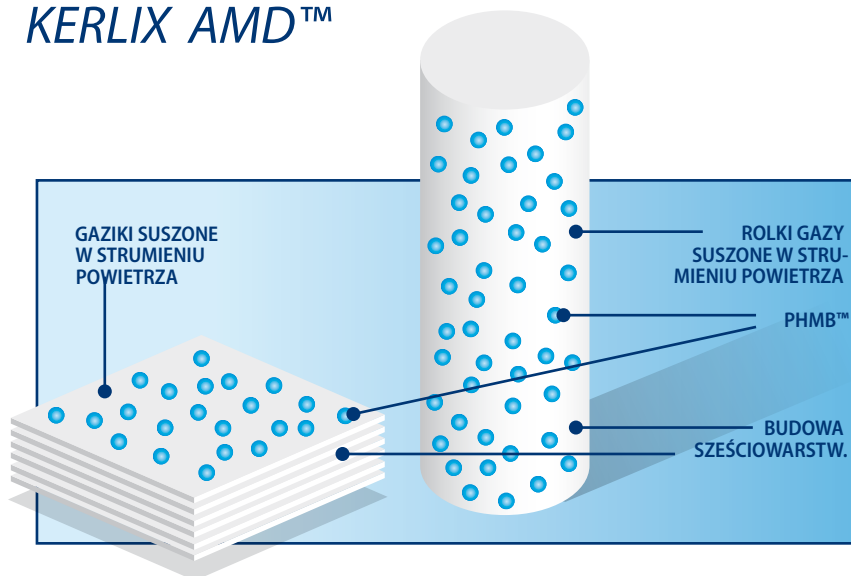 KERLIX AMD™
GAZIKI SUSZONE
W STRUMIENIU
POWIETRZA
ROLKI GAZY
SUSZONE W STRU-
MIENIU POWIETRZA
PHMB™
BUDOWA
SZEŚCIOWARSTW.